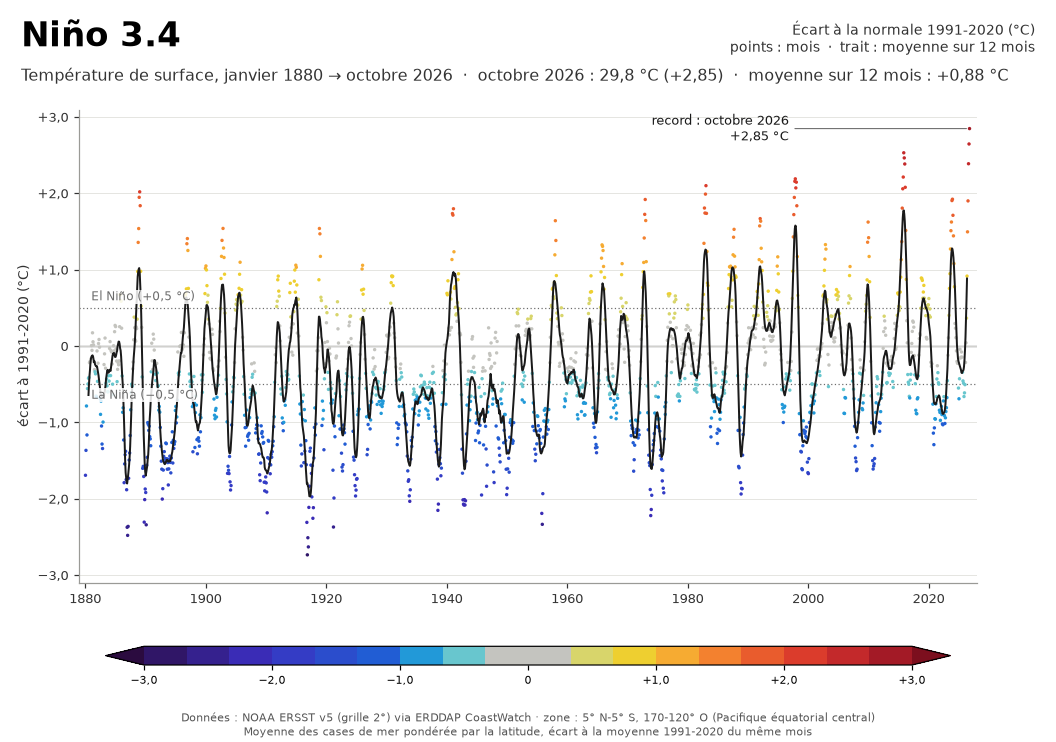 Niño 3.4
Écart à la normale 1991-2020 (°C)
points : mois · trait : moyenne sur 12 mois
Température de surface, janvier 1880 → octobre 2026 · octobre 2026 : 29,8 °C (+2,85) · moyenne sur 12 mois : +0,88 °C
record : octobre 2026
+2,85 °C
écart à 1991-2020 (°C)
+3,0
+2,0
+1,0
0
−1,0
−2,0
−3,0
El Niño (+0,5 °C)
La Niña (−0,5 °C)
1880 1900 1920 1940 1960 1980 2000 2020
−3,0 −2,0 −1,0 0 +1,0 +2,0 +3,0
Données : NOAA ERSST v5 (grille 2°) via ERDDAP CoastWatch · zone : 5° N-5° S, 170-120° O (Pacifique équatorial central)
Moyenne des cases de mer pondérée par la latitude, écart à la moyenne 1991-2020 du même mois